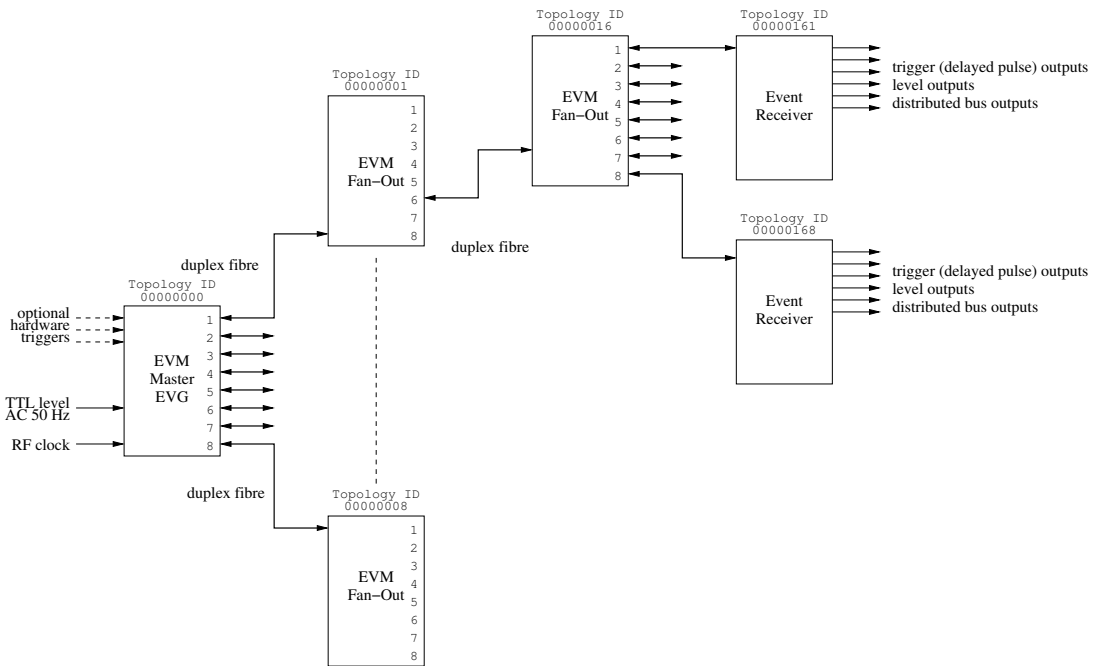 Topology ID
00000016
1
2
3
4
5
6
7
8
EVM
Fan-Out
Topology ID
00000161
Event
Receiver
trigger (delayed pulse) outputs
level outputs
distributed bus outputs
Topology ID
00000001
1
2
3
4
5
6
7
8
EVM
Fan-Out
duplex fibre
duplex fibre
Topology ID
00000168
Event
Receiver
trigger (delayed pulse) outputs
level outputs
distributed bus outputs
Topology ID
00000000
optional
hardware
triggers
TTL level
AC 50 Hz
RF clock
EVM
Master
EVG
1
2
3
4
5
6
7
8
duplex fibre
Topology ID
00000008
EVM
Fan-Out
1
2
3
4
5
6
7
8